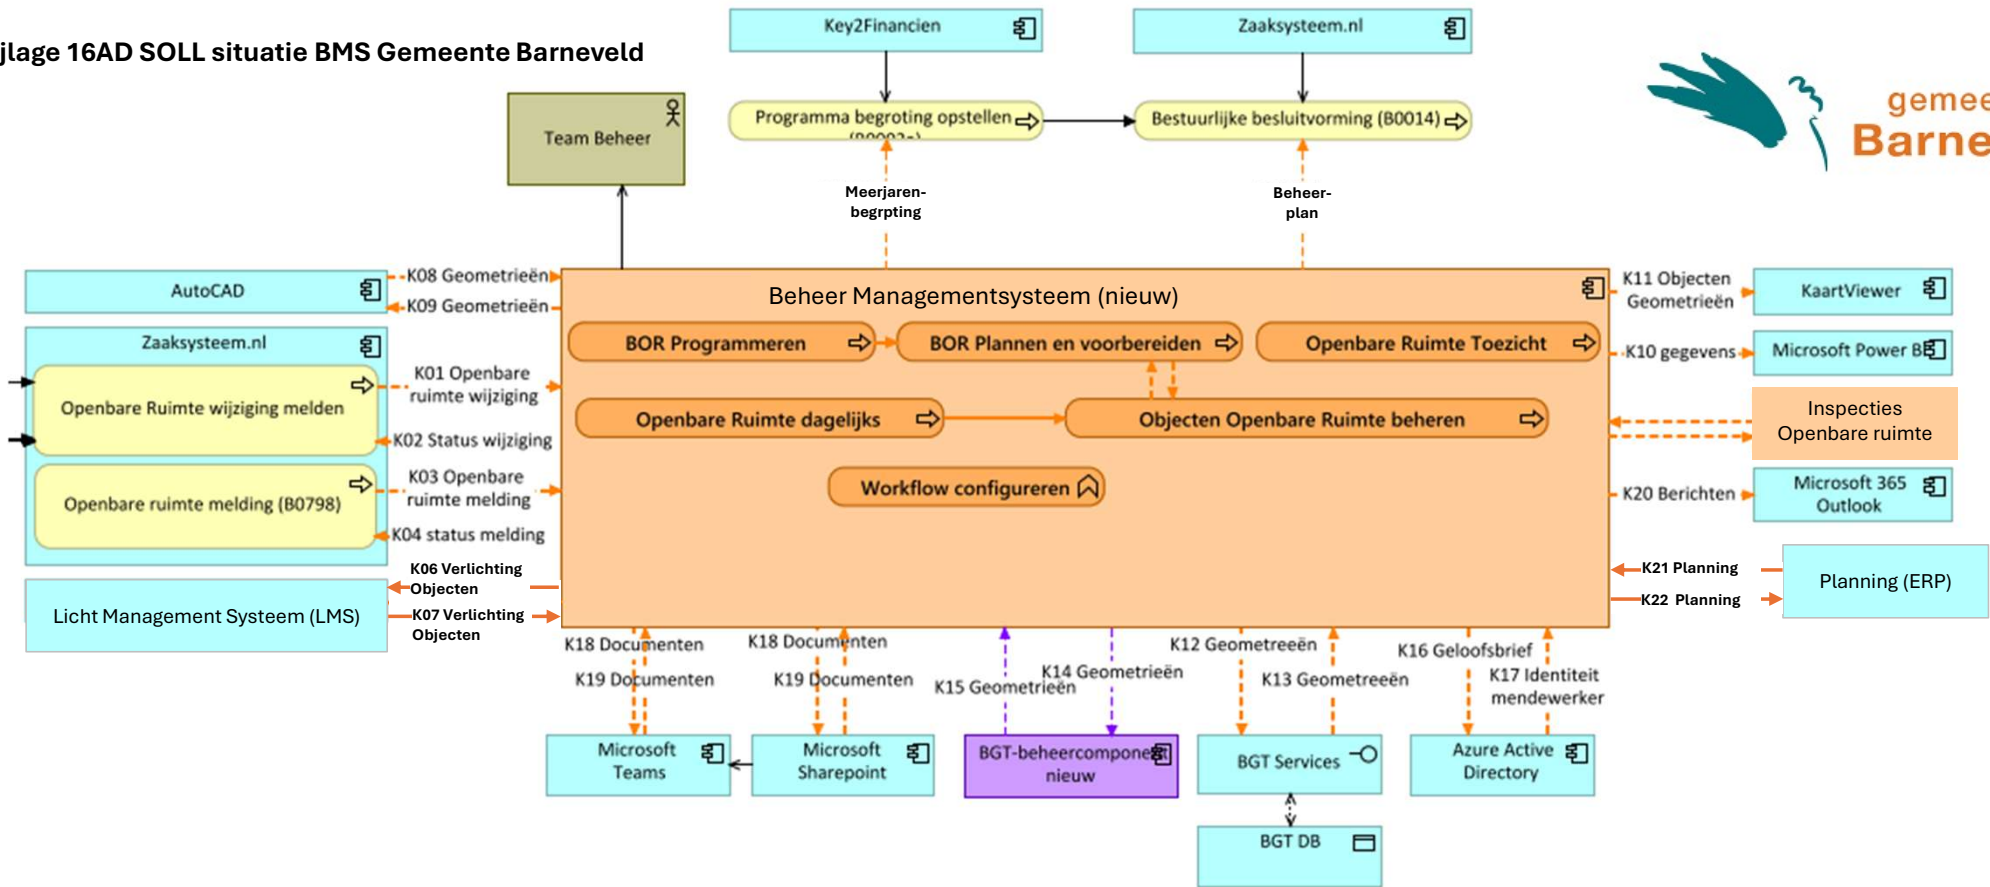 jlage 16AD SOLL situatie BMS Gemeente Barneveld
Key2Financien
Zaaksysteem.nl
gemee
Barne
Team Beheer
Programma begroting opstellen
Bestuurlijke besluitvorming (B0014)
Meerjaren-
begrpting
Beheer-
plan
AutoCAD
K08 Geometrieën
K09 Geometrieën
Zaaksysteem.nl
Openbare Ruimte wijziging melden
K01 Openbare
ruimte wijziging
K02 Status wijziging
Openbare ruimte melding (B0798)
K03 Openbare
ruimte melding
K04 status melding
Licht Management Systeem (LMS)
K06 Verlichting
Objecten
K07 Verlichting
Objecten
Beheer Managementsysteem (nieuw)
BOR Programmeren
BOR Plannen en voorbereiden
Openbare Ruimte Toezicht
Openbare Ruimte dagelijks
Objecten Openbare Ruimte beheren
Workflow configureren
K11 Objecten
Geometrieën
KaartViewer
K10 gegevens
Microsoft Power BI
Inspecties
Openbare ruimte
K20 Berichten
Microsoft 365
Outlook
K21 Planning
K22 Planning
Planning (ERP)
K18 Documenten
K19 Documenten
K18 Documenten
K19 Documenten
K15 Geometrieën
K14 Geometrieën
K12 Geometreeën
K13 Geometreeën
K16 Geloofsbrief
K17 Identiteit
mendewerker
Microsoft
Teams
Microsoft
Sharepoint
BGT-beheercomponent
nieuw
BGT Services
Azure Active
Directory
BGT DB